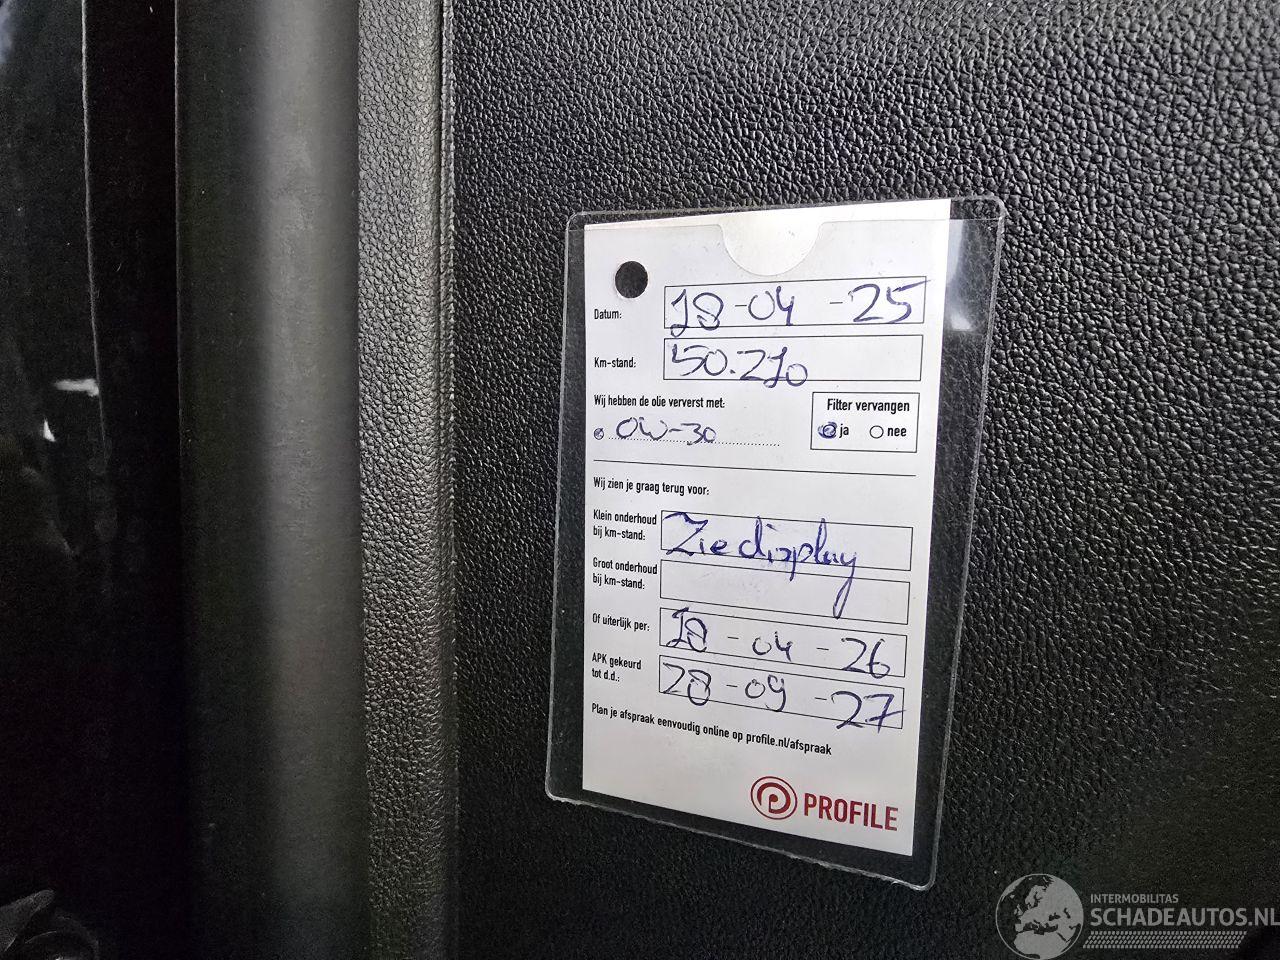 Datum: 18-04-25
Km-stand: 50.210
Wij hebben de olie ververst met:
0W-30
Filter vervangen
ja nee
Wij zien je graag terug voor:
Klein onderhoud
bij km-stand: Zie display
Groot onderhoud
bij km-stand:
Of uiterlijk per: 18-04-26
APK gekeurd
tot d.d.: 28-09-27
Plan je afspraak eenvoudig online op profile.nl/afspraak
PROFILE
INTERMOBILITAS
SCHADEAUTOS.NL